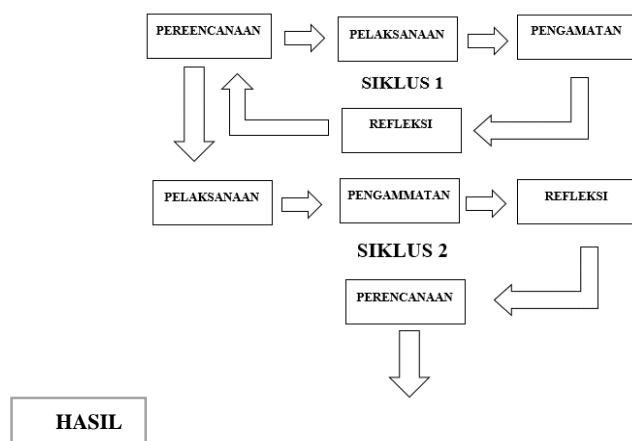 PEREENCANAAN
PELAKSANAAN
PENGAMATAN
SIKLUS 1
REFLEKSI
PELAKSANAAN
PENGAMMATAN
REFLEKSI
SIKLUS 2
PERENCANAAN
HASIL